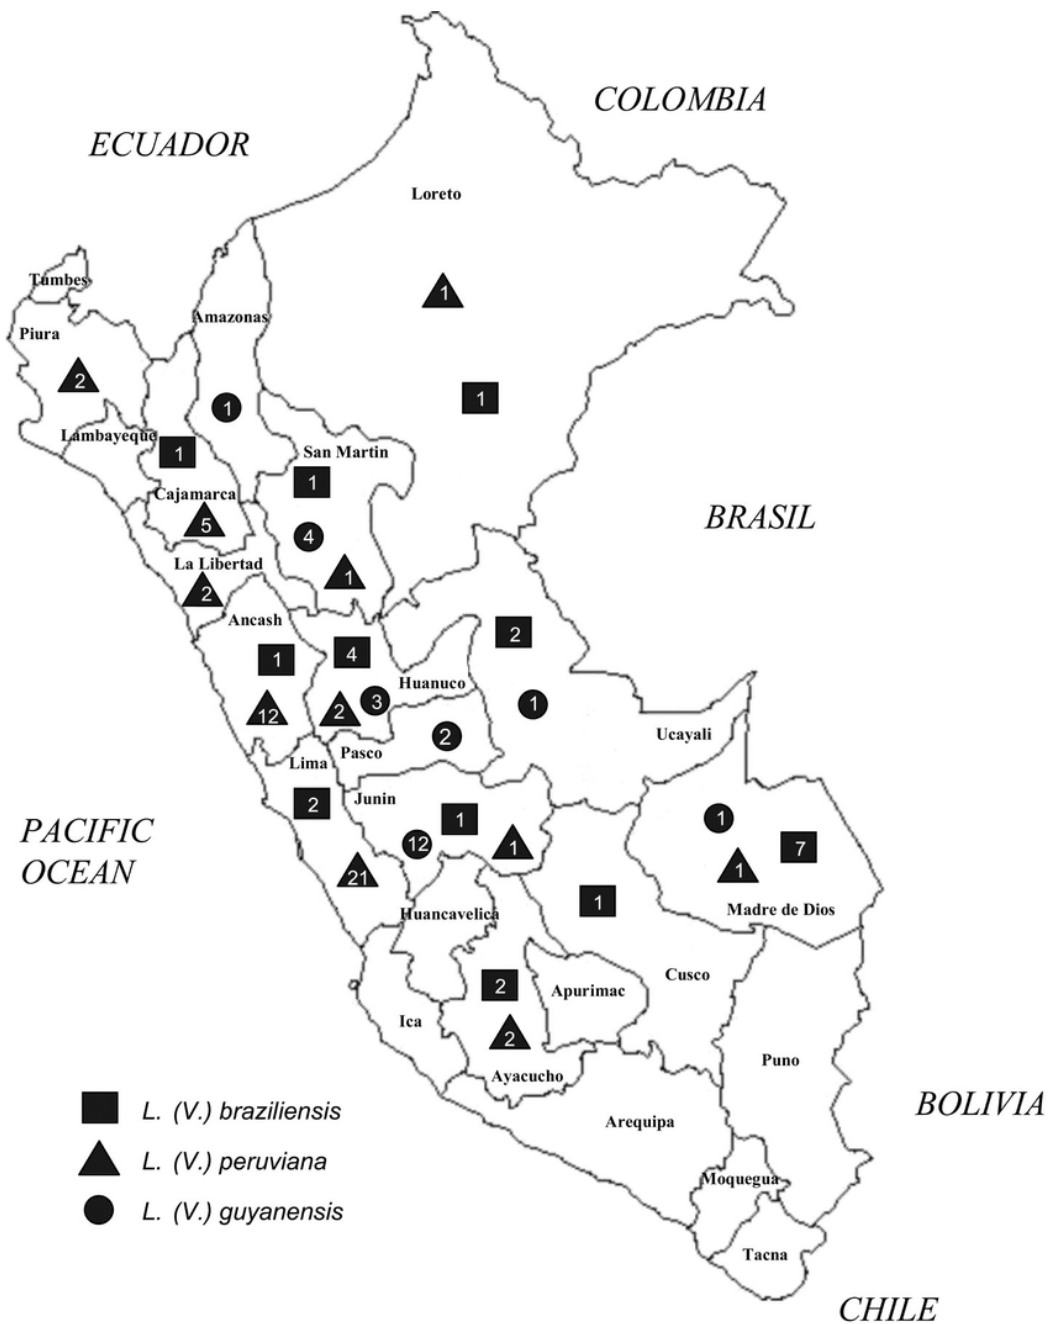 COLOMBIA
ECUADOR
Loreto
Tumbes
1
Amazonas
Piura
2
1
1
Lambayeque
1
San Martin
1
Cajamarca
5
BRASIL
4
La Libertad
1
2
Ancash
2
1
4
Huanuco
3
2
12
1
2
Ucayali
Pasco
Lima
Junin
2
1
1
PACIFIC
OCEAN
12
1
7
21
1
1
Madre de Dios
Huancavelica
Cusco
2
Apurimac
Ica
2
Puno
Ayacucho
BOLIVIA
L. (V.) braziliensis
Arequipa
L. (V.) peruviana
Moquegua
L. (V.) guyanensis
Tacna
CHILE